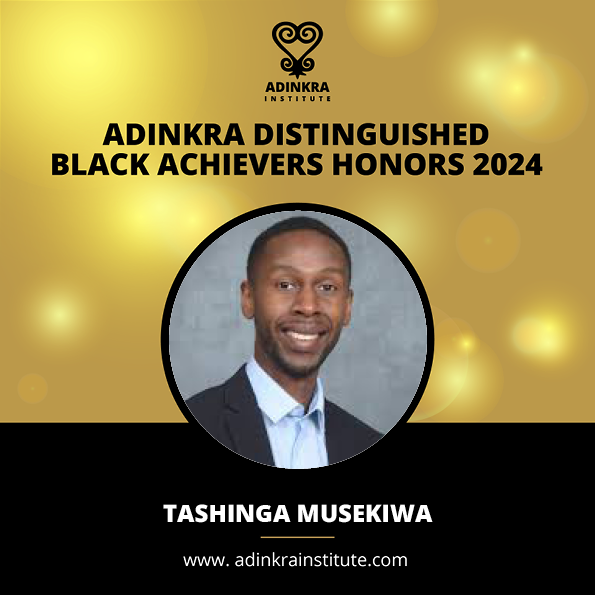 ADINKRA
INSTITUTE
ADINKRA DISTINGUISHED
BLACK ACHIEVERS HONORS 2024
TASHINGA MUSEKIWA
www. adinkrainstitute.com